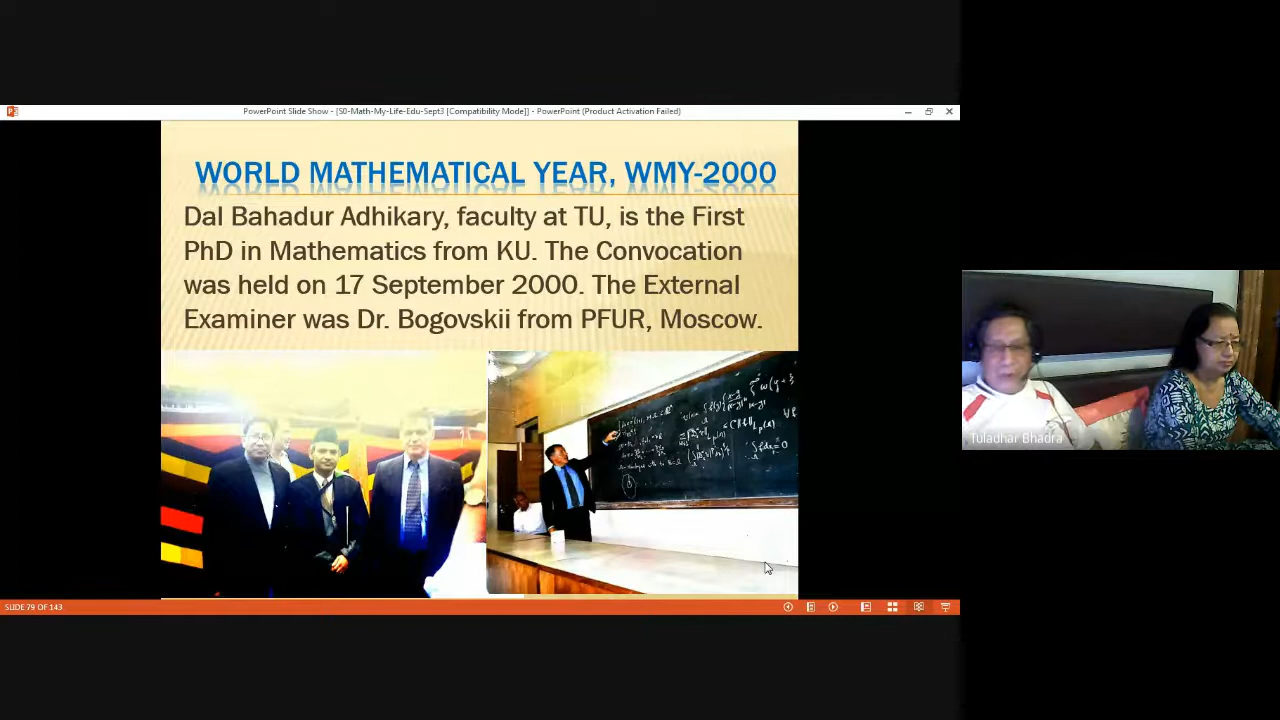 PowerPoint Slide Show - [S0-Math-My-Life-Edu-Sept3 [Compatibility Mode]] - PowerPoint (Product Activation Failed)
WORLD MATHEMATICAL YEAR, WMY-2000
Dal Bahadur Adhikary, faculty at TU, is the First
PhD in Mathematics from KU. The Convocation
was held on 17 September 2000. The External
Examiner was Dr. Bogovskii from PFUR, Moscow.
Tuladhar Bhadra
SLIDE 79 OF 143